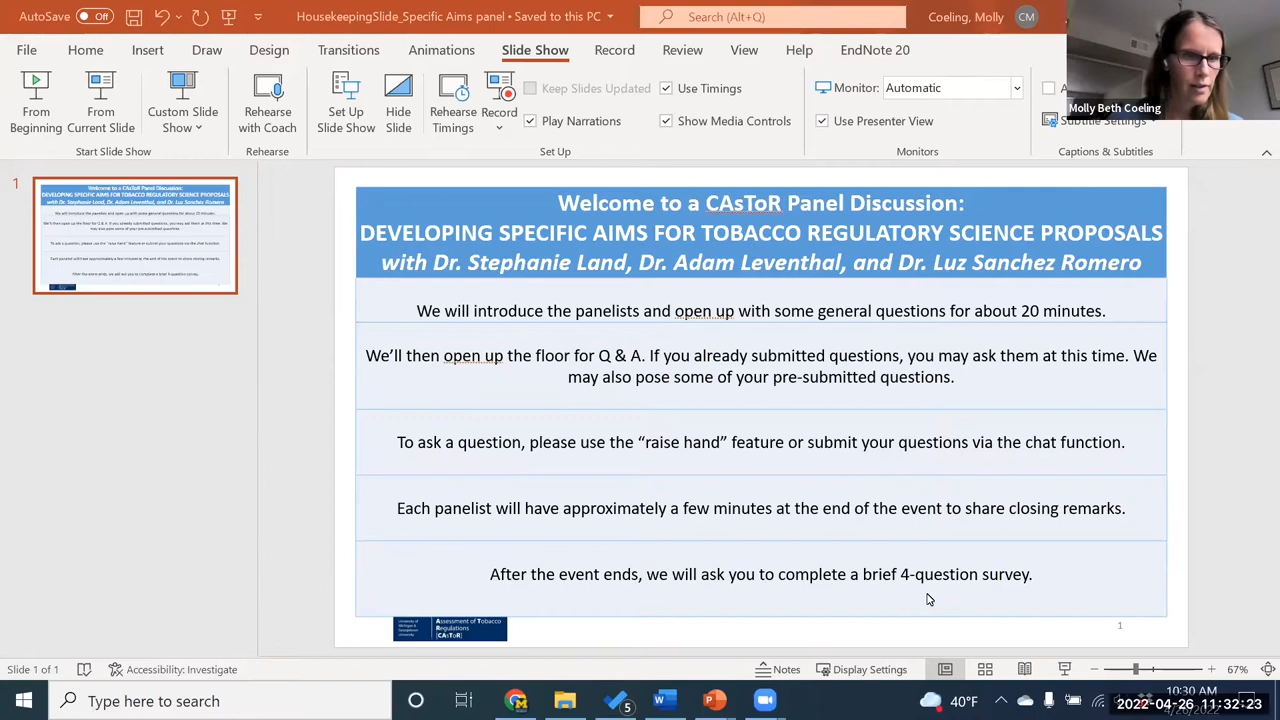 AutoSave Off HousekeepingSlide_Specific Aims panel • Saved to this PC Search (Alt+Q) Coeling, Molly CM
File Home Insert Draw Design Transitions Animations Slide Show Record Review View Help EndNote 20
From Beginning
From Current Slide
Custom Slide Show
Rehearse with Coach
Set Up Slide Show
Hide Slide
Rehearse Timings
Record
Keep Slides Updated
Use Timings
Play Narrations
Show Media Controls
Monitor: Automatic
Use Presenter View
Subtitle Settings
Molly Beth Coeling
Start Slide Show Rehearse Set Up Monitors Captions & Subtitles
1
Welcome to a CAsToR Panel Discussion:
DEVELOPING SPECIFIC AIMS FOR TOBACCO REGULATORY SCIENCE PROPOSALS
with Dr. Stephanie Land, Dr. Adam Leventhal, and Dr. Luz Sanchez Romero
We will introduce the panelists and open up with some general questions for about 20 minutes.
We’ll then open up the floor for Q & A. If you already submitted questions, you may ask them at this time. We
may also pose some of your pre-submitted questions.
To ask a question, please use the “raise hand” feature or submit your questions via the chat function.
Each panelist will have approximately a few minutes at the end of the event to share closing remarks.
After the event ends, we will ask you to complete a brief 4-question survey.
University of Michigan & Georgetown University
Assessment of Tobacco Regulations [CAsToR]
1
Slide 1 of 1 Accessibility: Investigate Notes Display Settings 67%
Type here to search 5 40°F 10:30 AM
2022-04-26 11:32:23